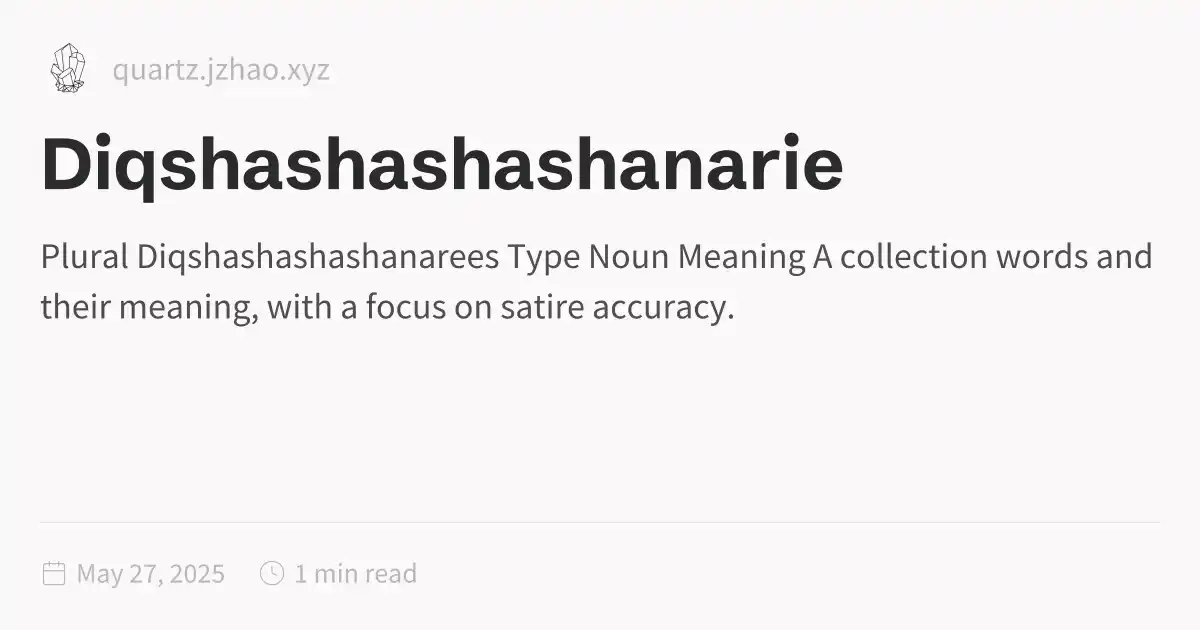 quartz.jzhao.xyz
Diqshashashashanarie
Plural Diqshashashashanarees Type Noun Meaning A collection words and
their meaning, with a focus on satire accuracy.
May 27, 2025 1 min read